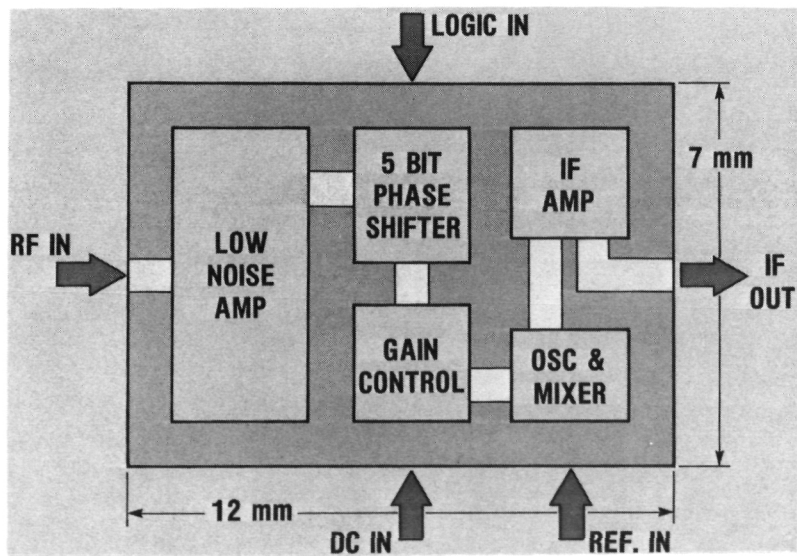 LOGIC IN
5 BIT
PHASE
SHIFTER
IF
AMP
7 mm
RF IN
LOW
NOISE
AMP
IF
OUT
GAIN
CONTROL
OSC &
MIXER
12 mm
DC IN
REF. IN